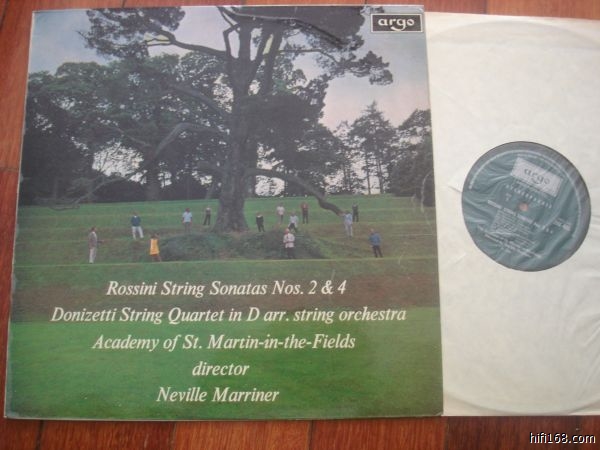 argo
Rossini String Sonatas Nos. 2 & 4
Donizetti String Quartet in D arr. string orchestra
Academy of St. Martin-in-the-Fields
director
Neville Marriner
argo
hifi168.com